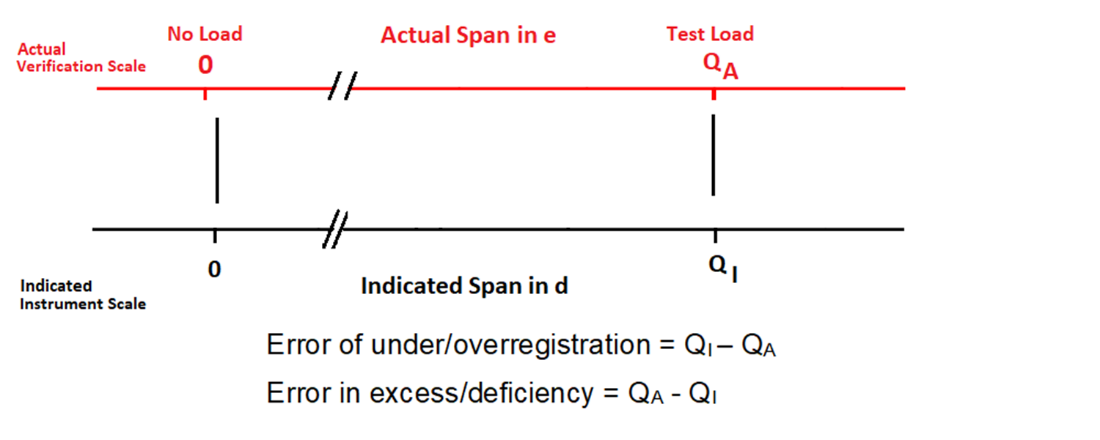 No Load
Actual Span in e
Test Load
Actual
Verification Scale
0
QA
0
QI
Indicated
Instrument Scale
Indicated Span in d
Error of under/overregistration = QI – QA
Error in excess/deficiency = QA - QI